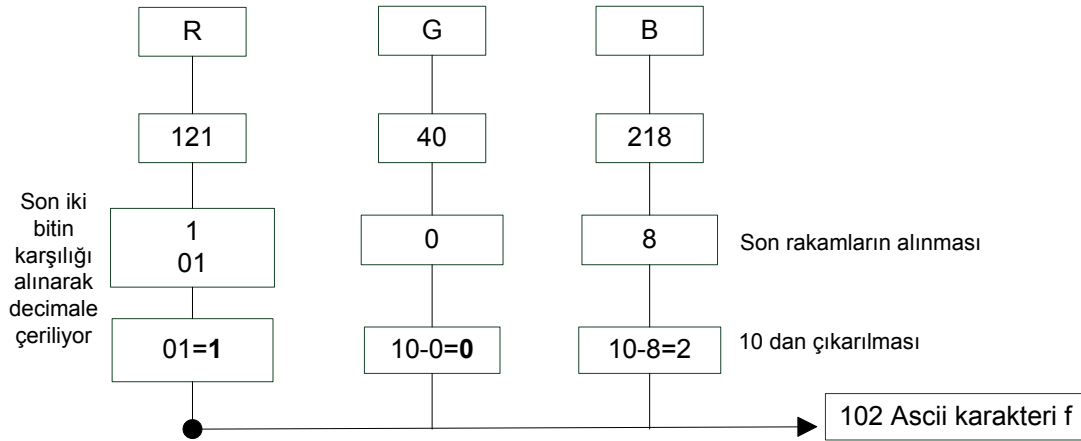 R
G
B
121
40
218
Son iki
bitin
karşılığı
alınarak
decimale
çeriliyor
1
01
0
8
Son rakamların alınması
01=1
10-0=0
10-8=2
10 dan çıkarılması
102 Ascii karakteri f